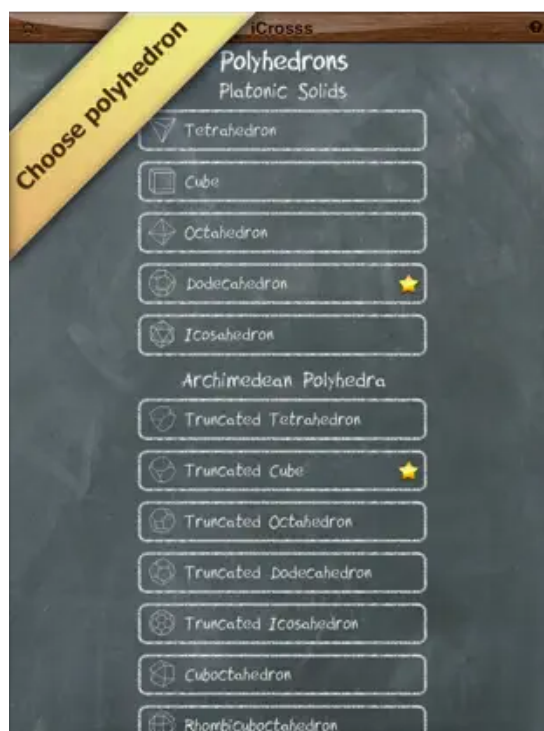 iCrosss
Choose polyhedron
Polyhedrons
Platonic Solids
Tetrahedron
Cube
Octahedron
Dodecahedron
Icosahedron
Archimedean Polyhedra
Truncated Tetrahedron
Truncated Cube
Truncated Octahedron
Truncated Dodecahedron
Truncated Icosahedron
Cuboctahedron
Rhombicuboctahedron